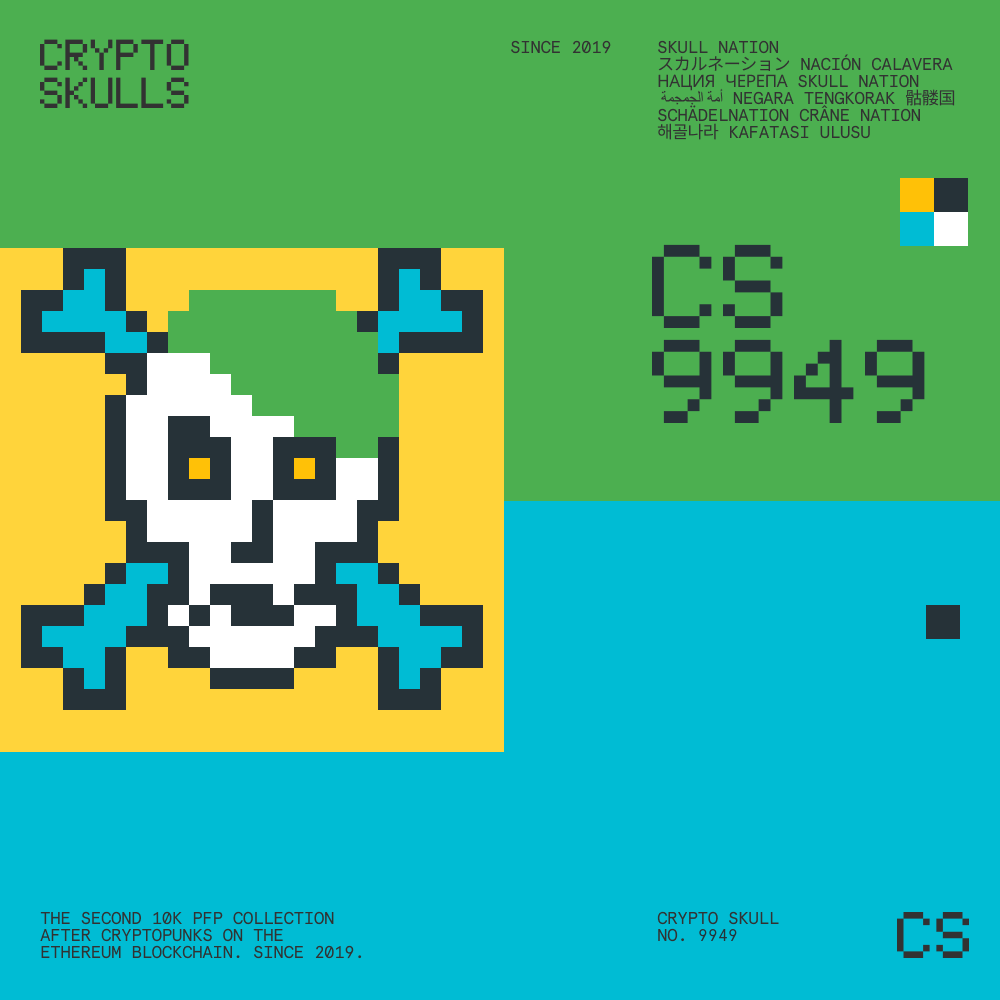 CRYPTO
SKULLS
SINCE 2019
SKULL NATION
スカルネーション NACIÓN CALAVERA
НАЦИЯ ЧЕРЕПА SKULL NATION
أمة الجمجمة NEGARA TENGKORAK 骷髅国
SCHÄDELNATION CRÂNE NATION
해골나라 KAFATASI ULUSU
CS
9949
THE SECOND 10K PFP COLLECTION
AFTER CRYPTOPUNKS ON THE
ETHEREUM BLOCKCHAIN. SINCE 2019.
CRYPTO SKULL
NO. 9949
CS